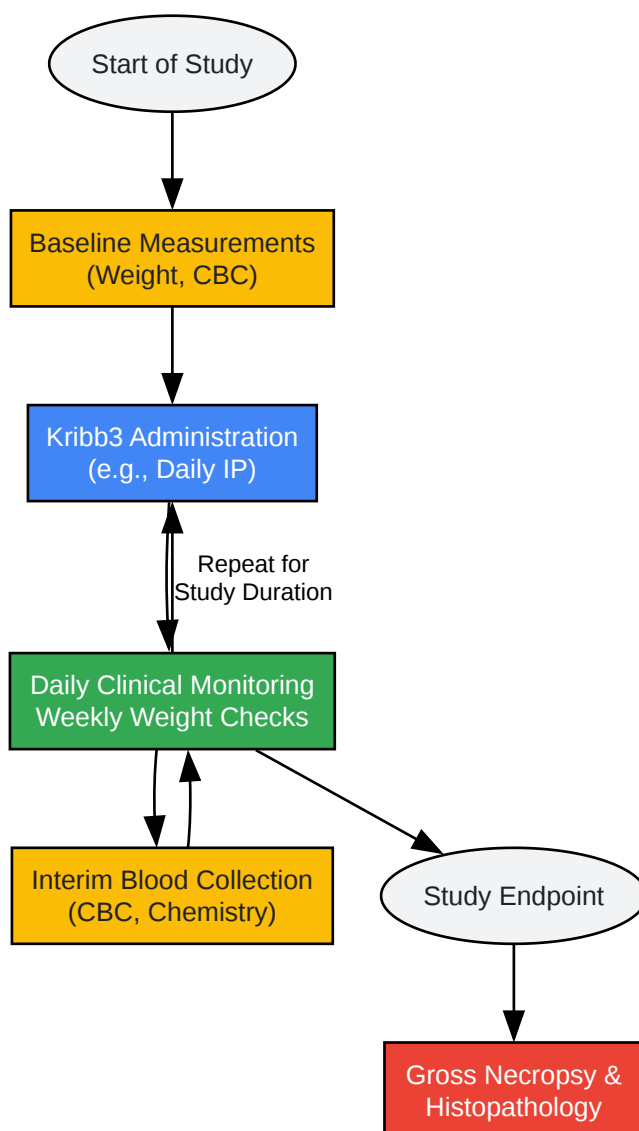 Start of Study
Baseline Measurements
(Weight, CBC)
Kribb3 Administration
(e.g., Daily IP)
Repeat for
Study Duration
Daily Clinical Monitoring
Weekly Weight Checks
Interim Blood Collection
(CBC, Chemistry)
Study Endpoint
Gross Necropsy &
Histopathology